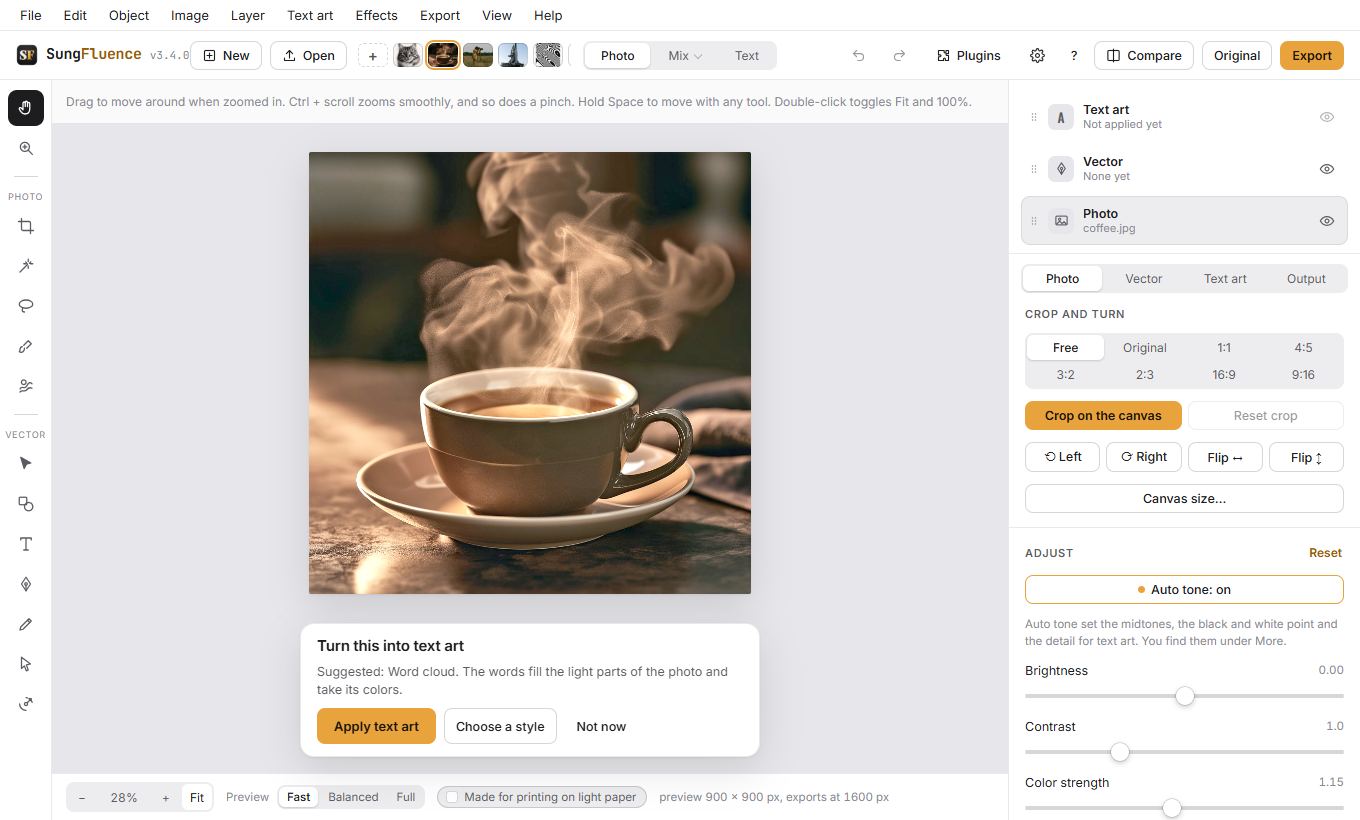 File Edit Object Image Layer Text art Effects Export View Help
SF SungFluence v3.4.0 New Open + Photo Mix Text Plugins ? Compare Original Export
Drag to move around when zoomed in. Ctrl + scroll zooms smoothly, and so does a pinch. Hold Space to move with any tool. Double-click toggles Fit and 100%.
PHOTO
VECTOR
Turn this into text art
Suggested: Word cloud. The words fill the light parts of the photo and
take its colors.
Apply text art Choose a style Not now
− 28% + Fit Preview Fast Balanced Full Made for printing on light paper preview 900 × 900 px, exports at 1600 px
A Text art
Not applied yet
Vector
None yet
Photo
coffee.jpg
Photo Vector Text art Output
CROP AND TURN
Free Original 1:1 4:5
3:2 2:3 16:9 9:16
Crop on the canvas Reset crop
Left Right Flip ↔ Flip ↕
Canvas size...
ADJUST Reset
Auto tone: on
Auto tone set the midtones, the black and white point and
the detail for text art. You find them under More.
Brightness 0.00
Contrast 1.0
Color strength 1.15